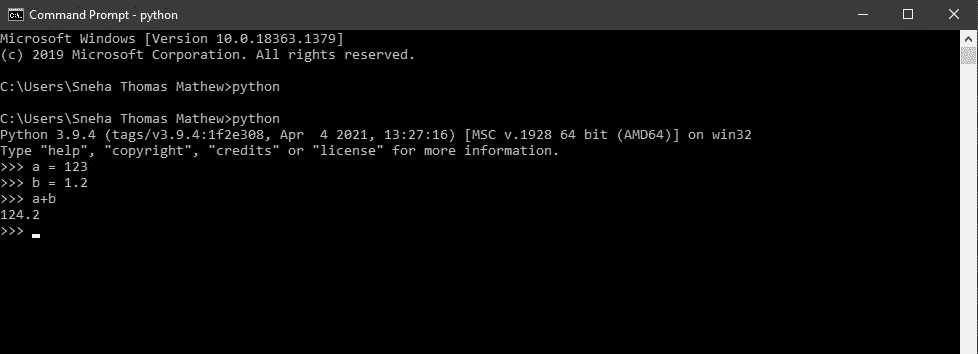 Command Prompt - python
Microsoft Windows [Version 10.0.18363.1379]
(c) 2019 Microsoft Corporation. All rights reserved.
C:\Users\Sneha Thomas Mathew>python
C:\Users\Sneha Thomas Mathew>python
Python 3.9.4 (tags/v3.9.4:1f2e308, Apr  4 2021, 13:27:16) [MSC v.1928 64 bit (AMD64)] on win32
Type "help", "copyright", "credits" or "license" for more information.
>>> a = 123
>>> b = 1.2
>>> a+b
124.2
>>>